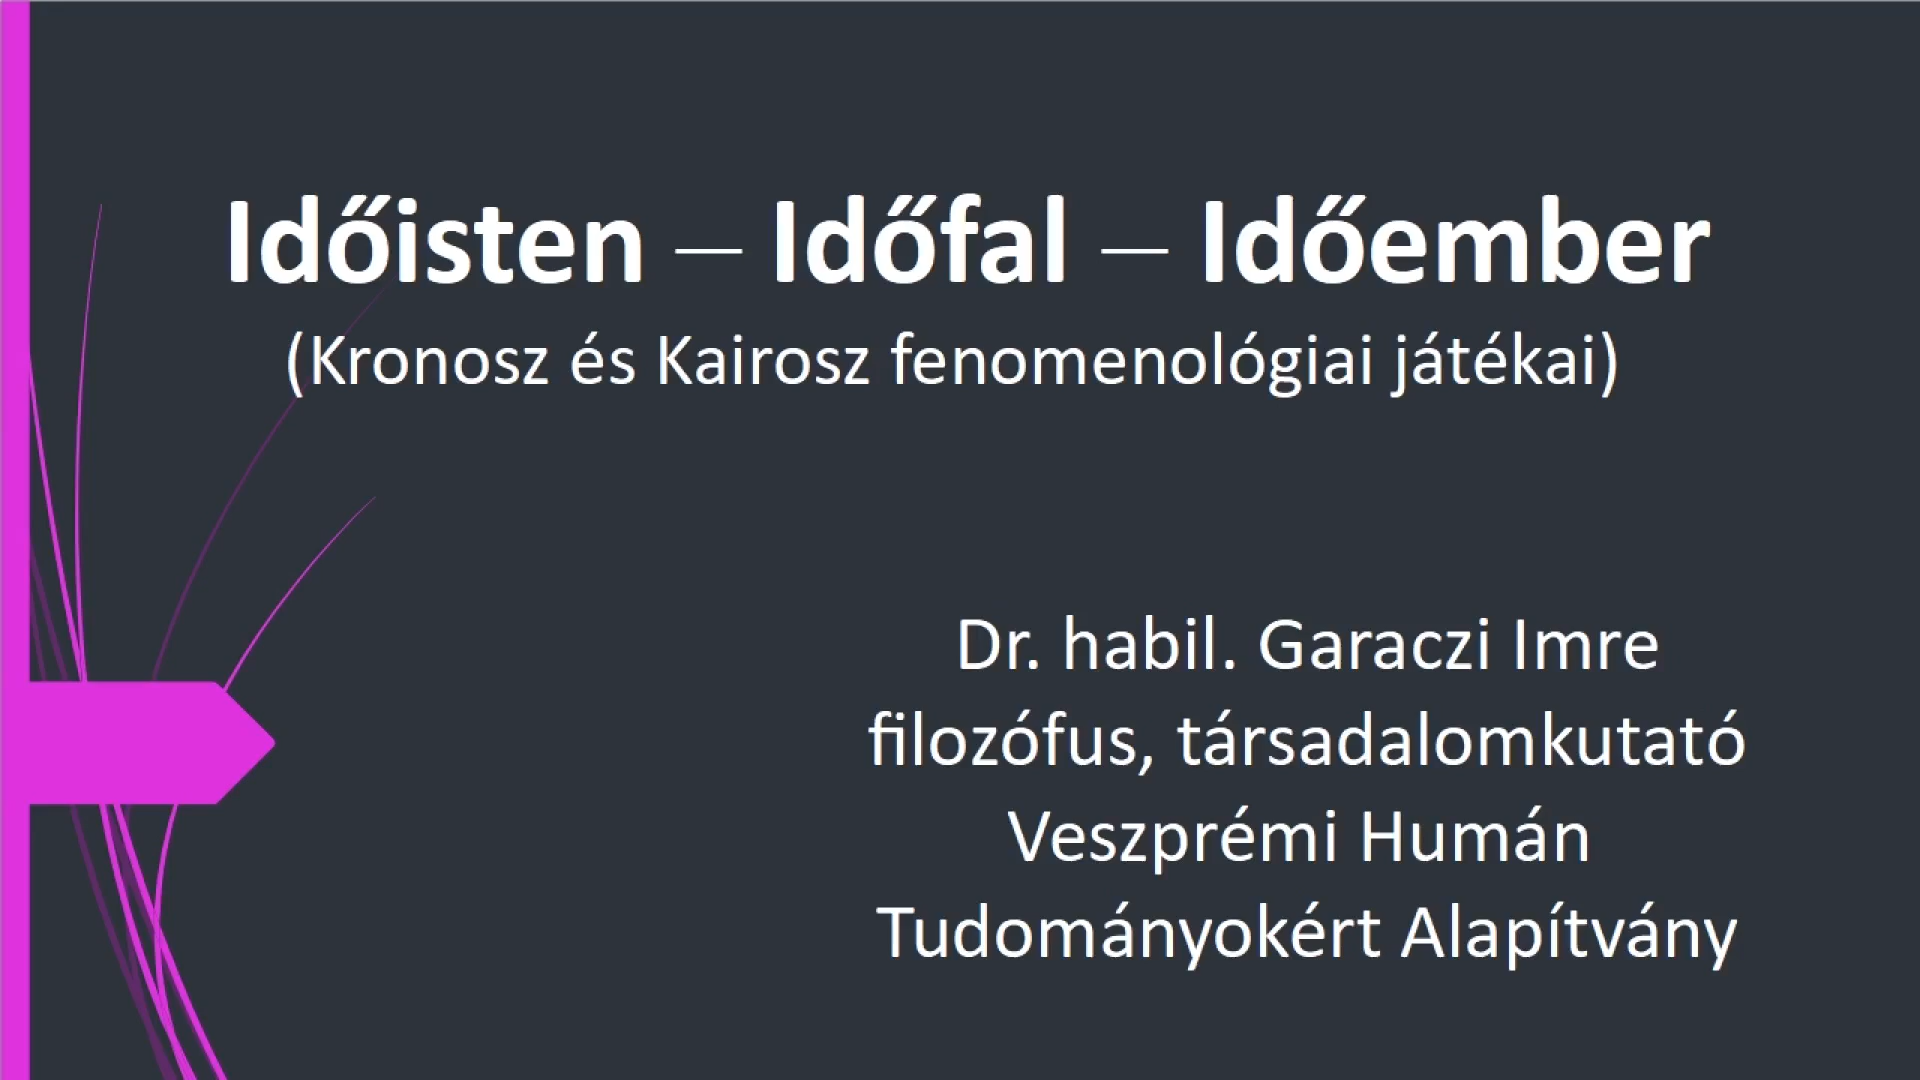 Időisten – Időfal – Időember
(Kronosz és Kairosz fenomenológiai játékai)
Dr. habil. Garaczi Imre
filozófus, társadalomkutató
Veszprémi Humán
Tudományokért Alapítvány